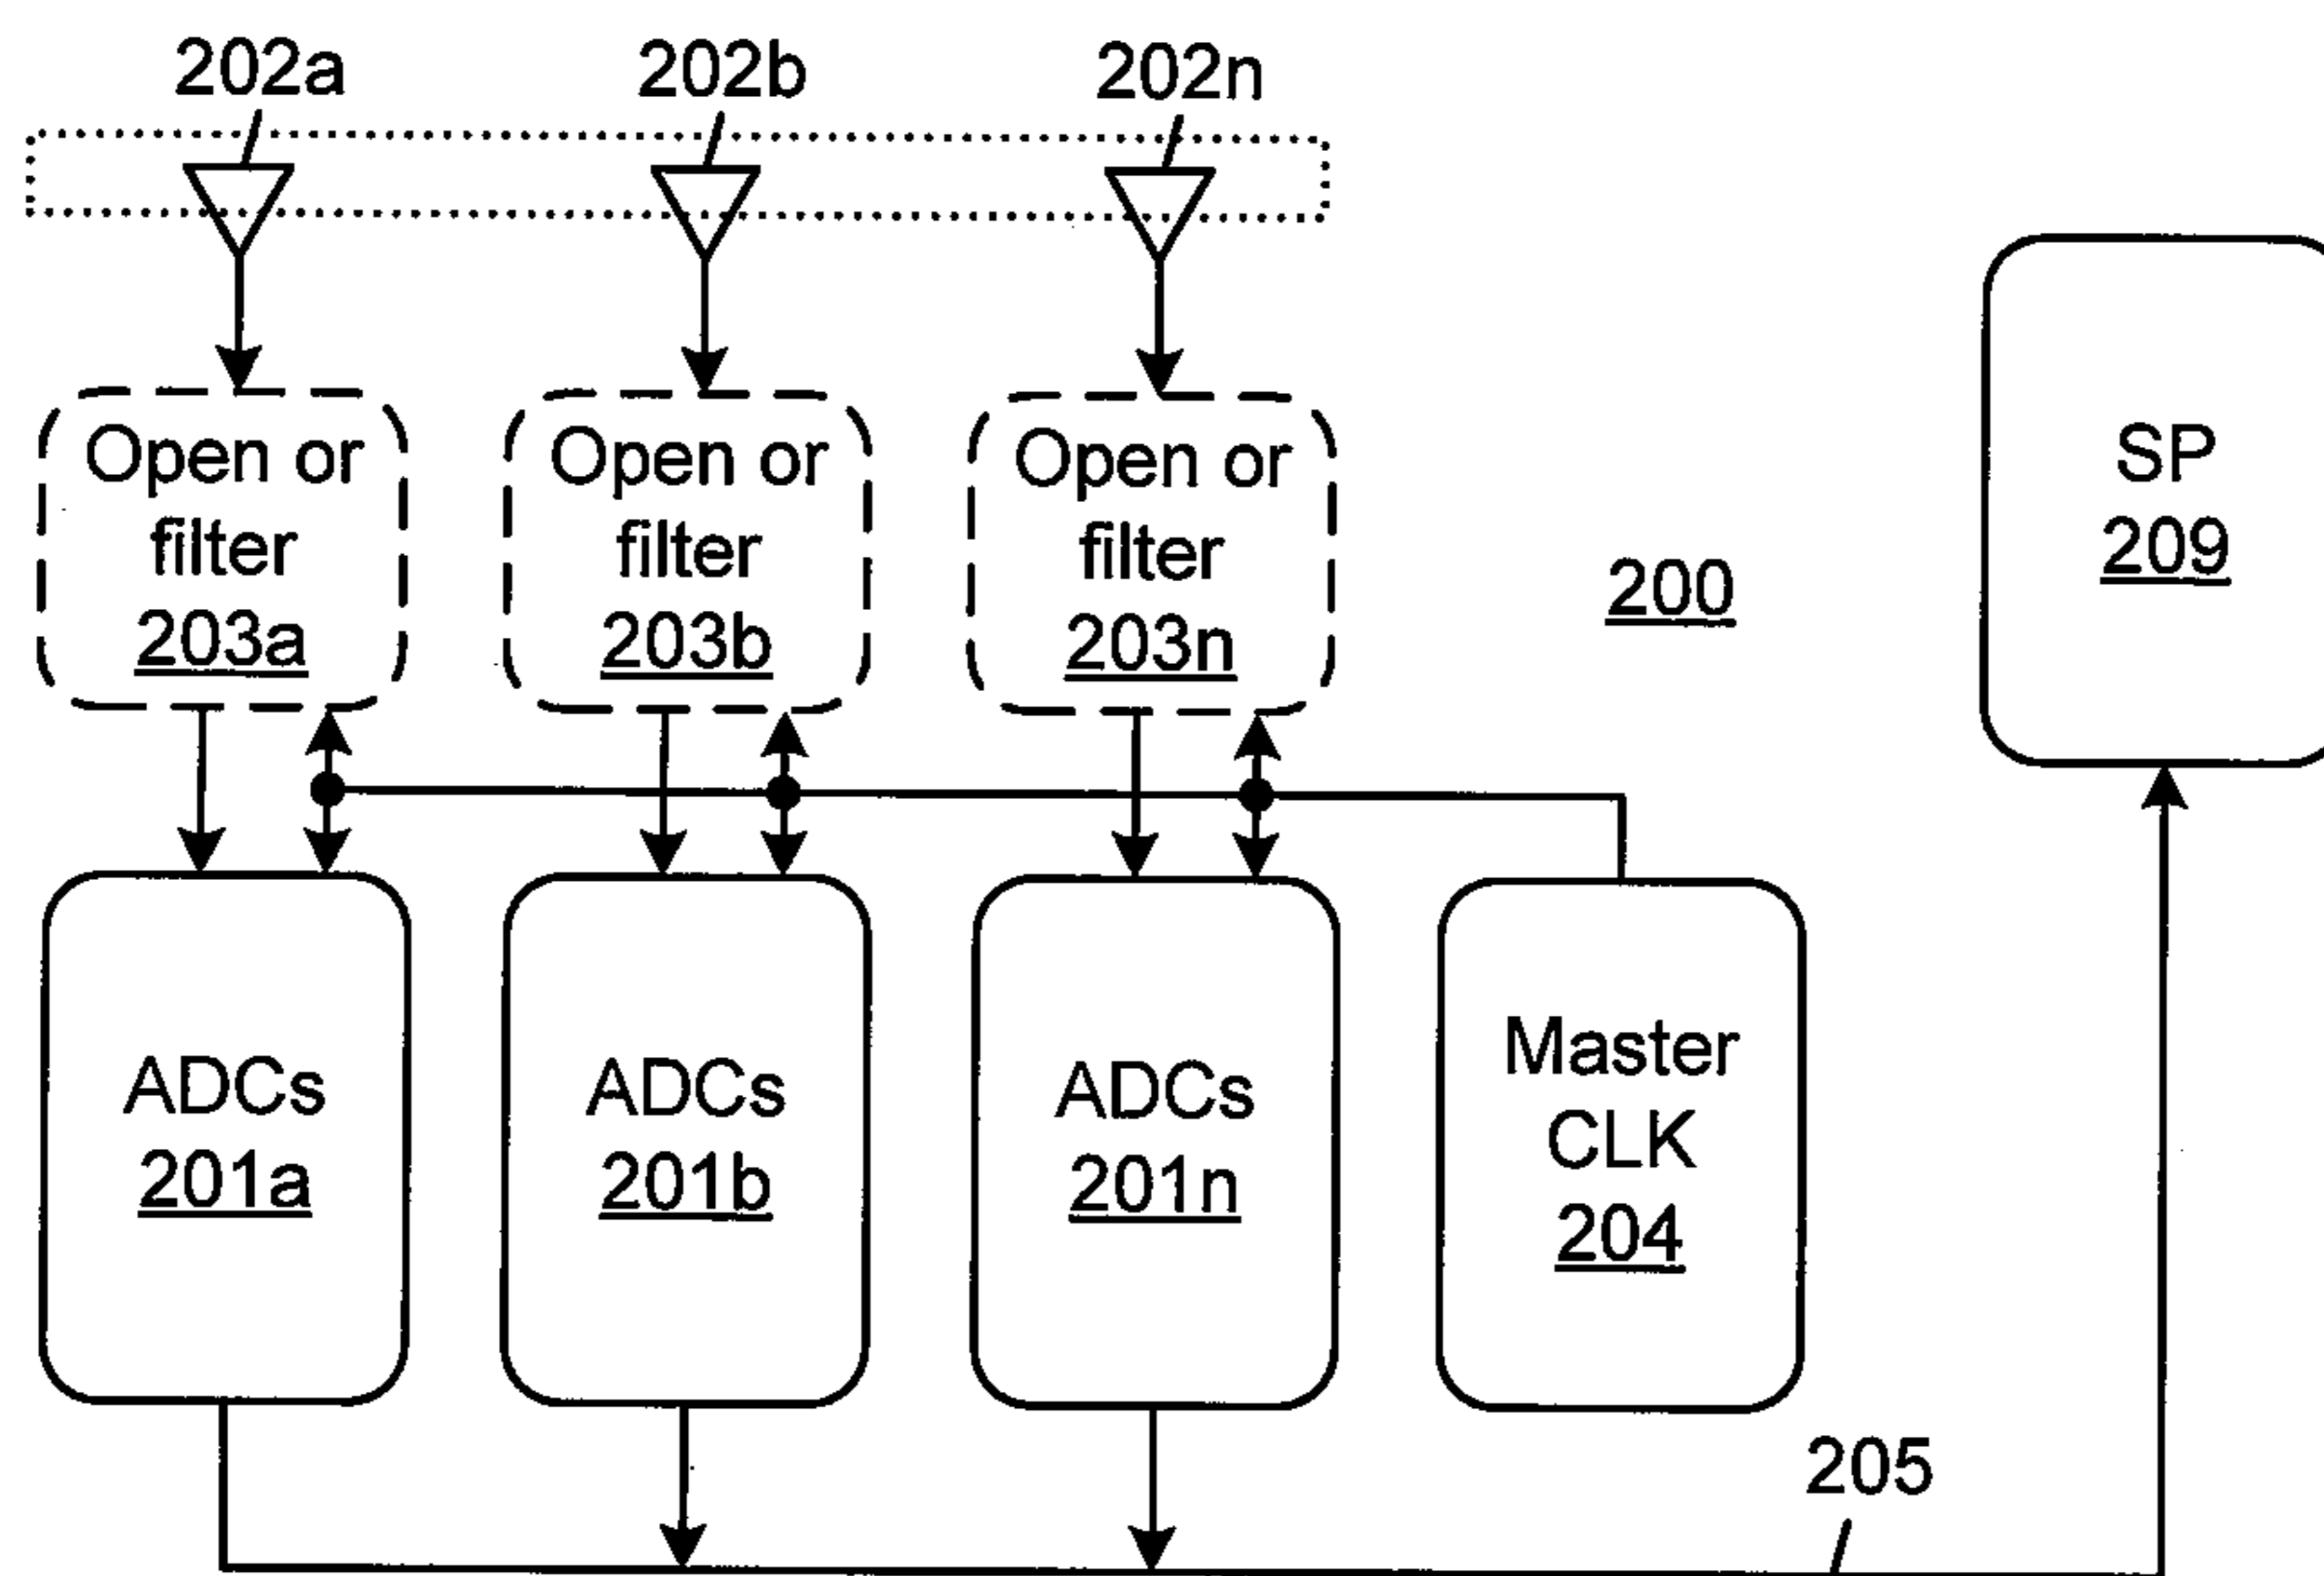 202a
202b
202n
Open or
filter
203a
Open or
filter
203b
Open or
filter
203n
200
SP
209
ADCs
201a
ADCs
201b
ADCs
201n
Master
CLK
204
205